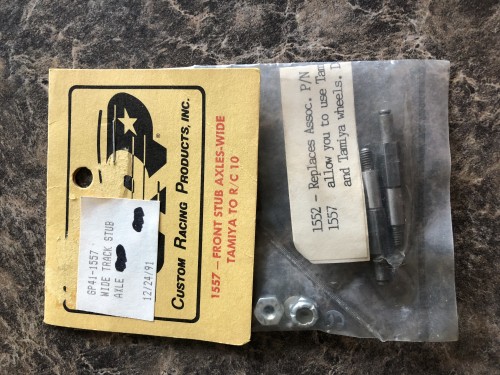 CUSTOM RACING PRODUCTS, INC.
1557 - FRONT STUB AXLES-WIDE
TAMIYA TO R/C 10
GP41-1557
WIDE TRACK STUB
AXLE
12/24/91
1552 - Replaces Assoc. P/N
allow you to use Tam
1557
and Tamiya wheels. D